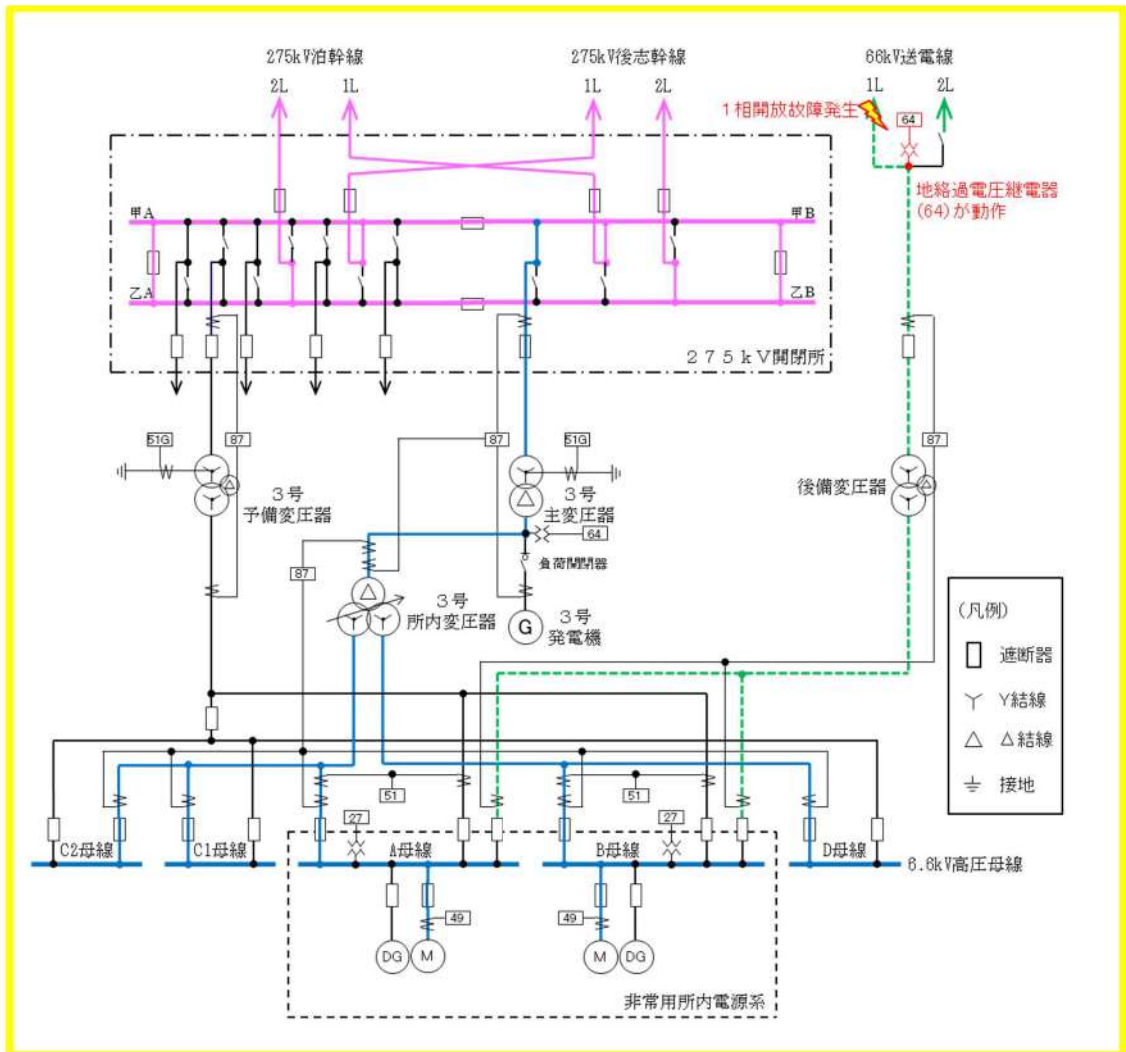 275kV泊幹線
275kV後志幹線
66kV送電線
2L
1L
1L
2L
1L
2L
1相開放故障発生
64
地絡過電圧継電器
(64)が動作
甲A
甲B
乙A
乙B
275kV開閉所
51G
87
87
51G
87
3号
予備変圧器
3号
主変圧器
後備変圧器
64
負荷開閉器
87
3号
所内変圧器
G
3号
発電機
(凡例)
遮断器
Y結線
△結線
接地
51
51
27
27
C2母線
C1母線
A母線
B母線
D母線
6.6kV高圧母線
49
49
DG
M
M
DG
非常用所内電源系